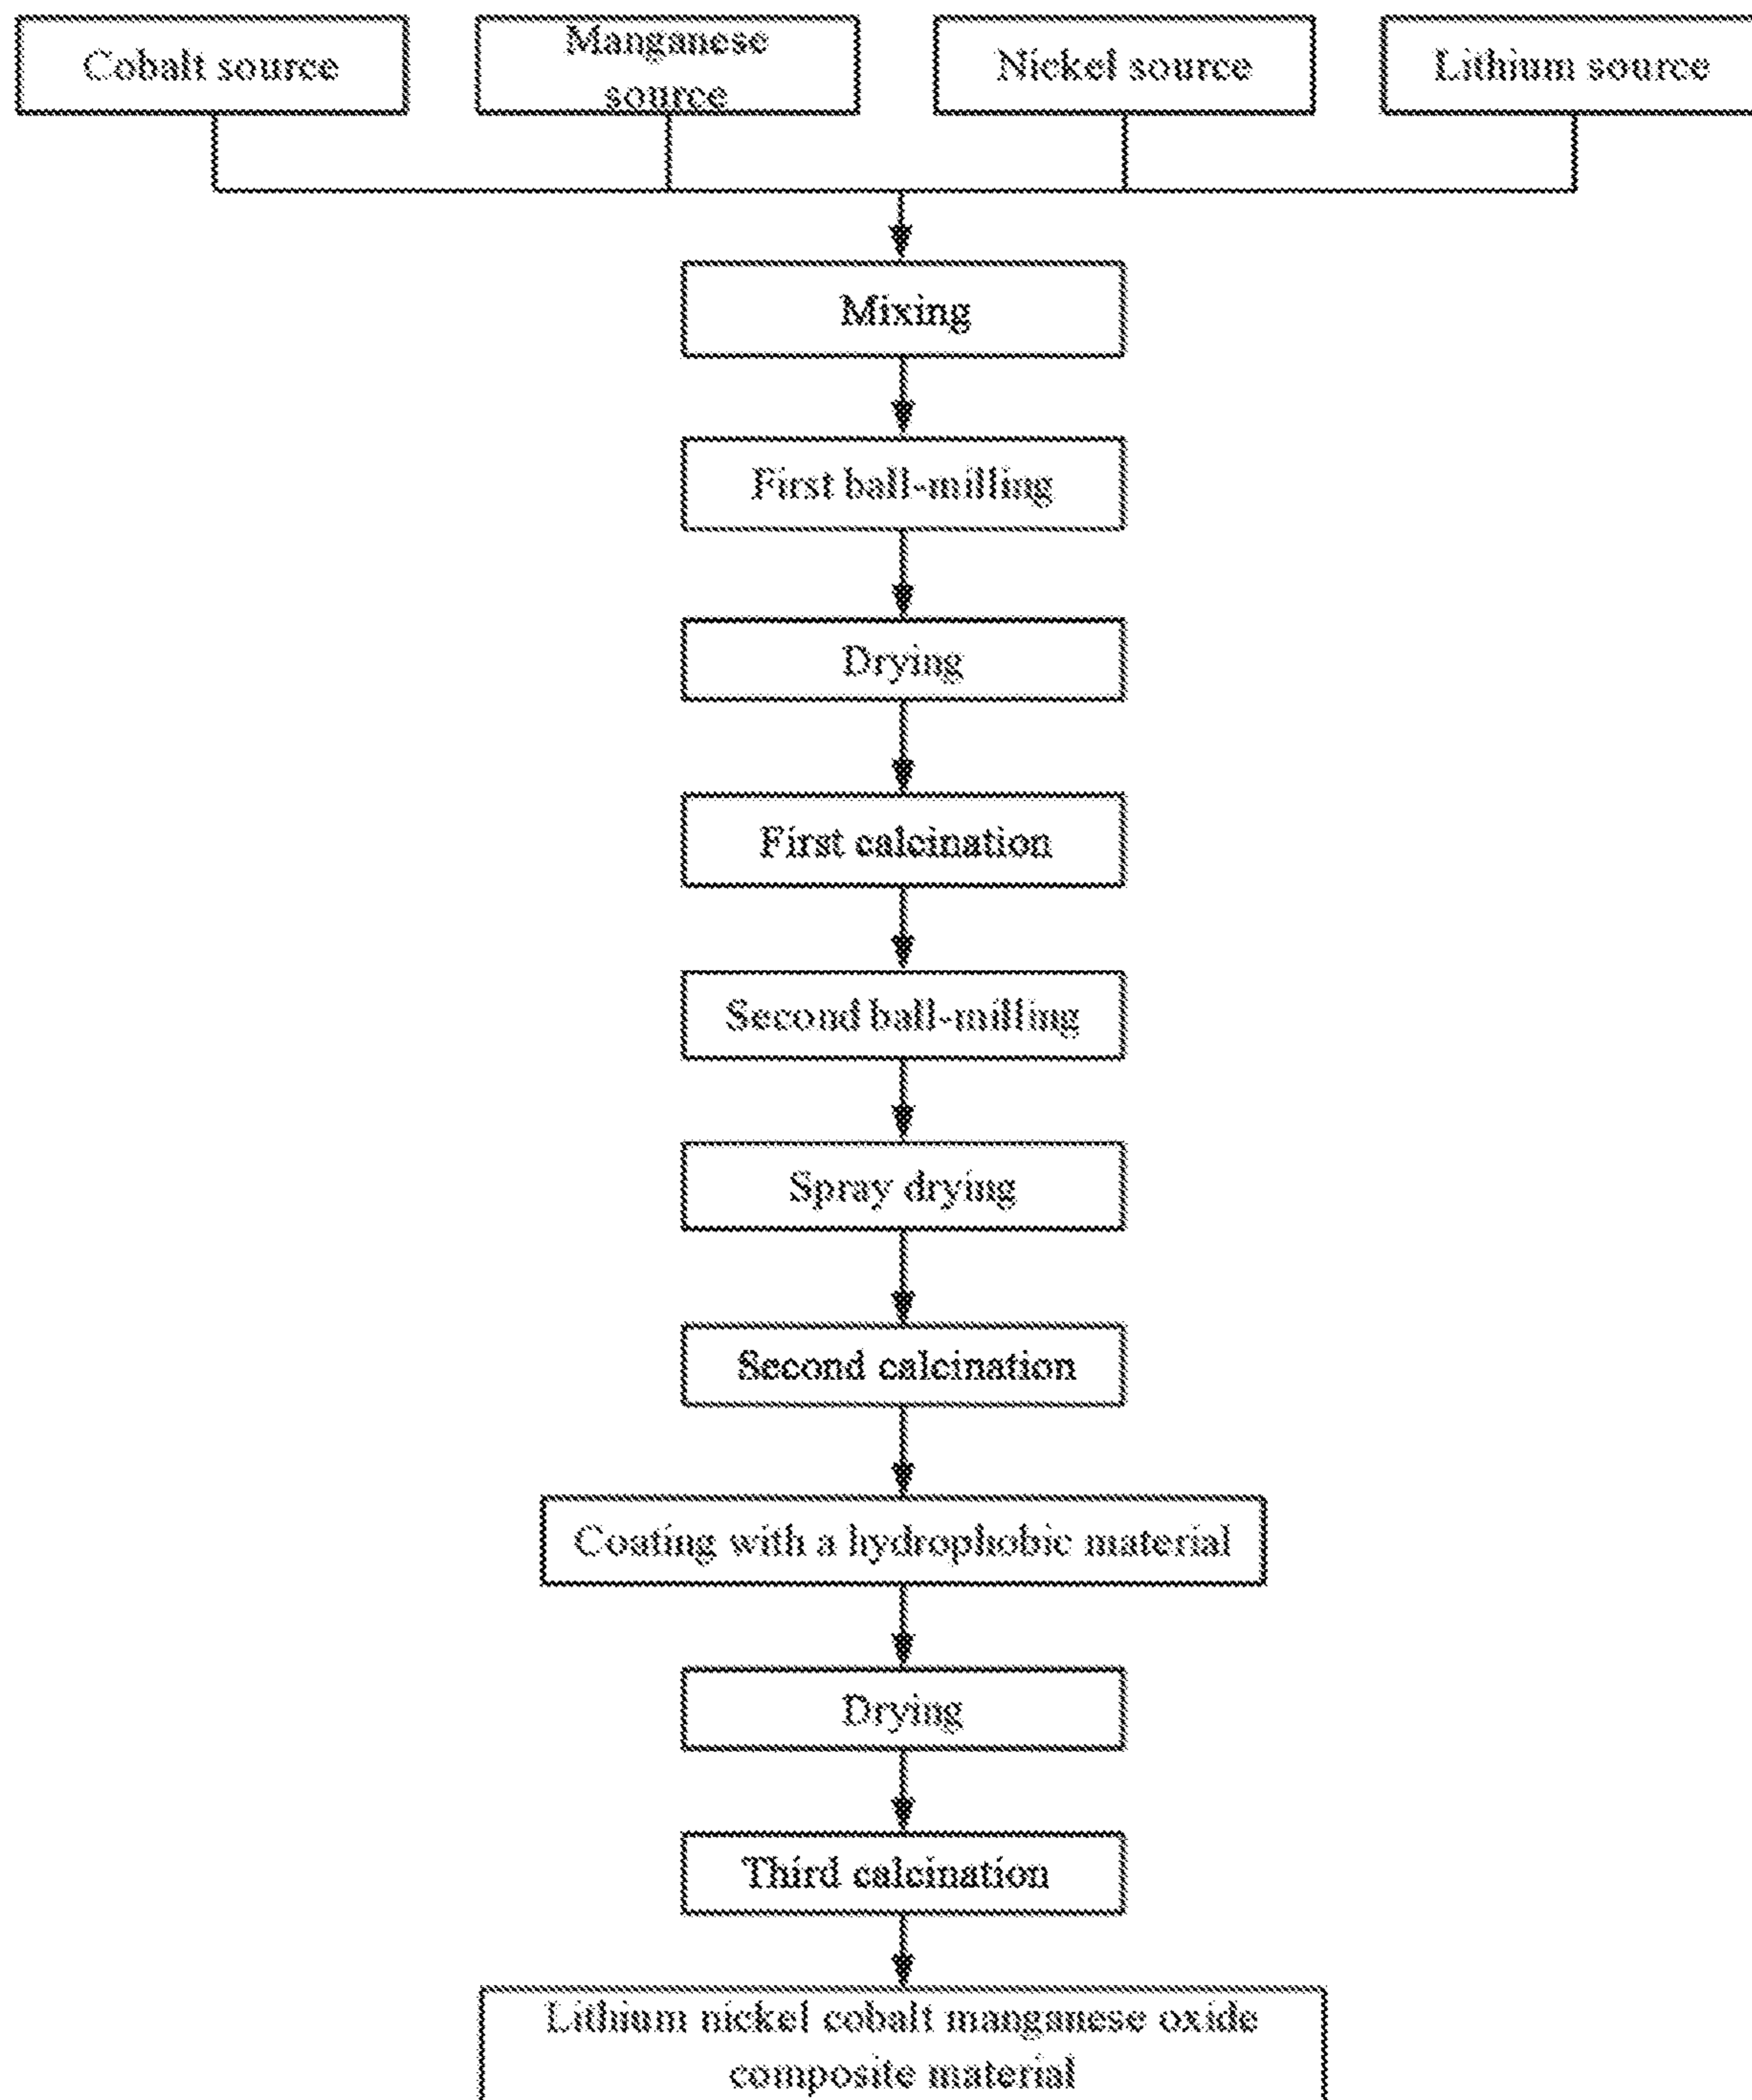 Cobalt source
Manganese
source
Nickel source
Lithium source
Mixing
First ball-milling
Drying
First calcination
Second ball-milling
Spray drying
Second calcination
Coating with a hydrophobic material
Drying
Third calcination
Lithium nickel cobalt manganese oxide
composite material